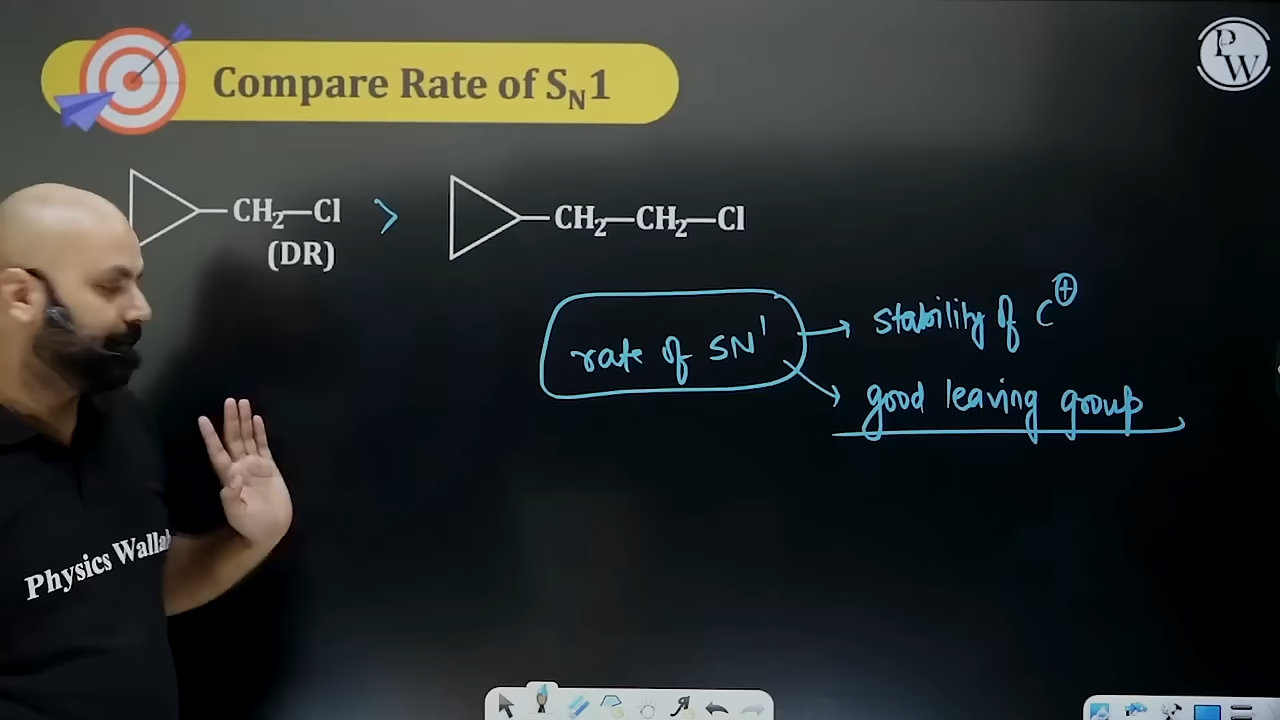 Compare Rate of S_N1
PW
CH₂—Cl > CH₂—CH₂—Cl
(DR)
rate of SN¹ → stability of C⊕
→ good leaving group
Physics Wallah